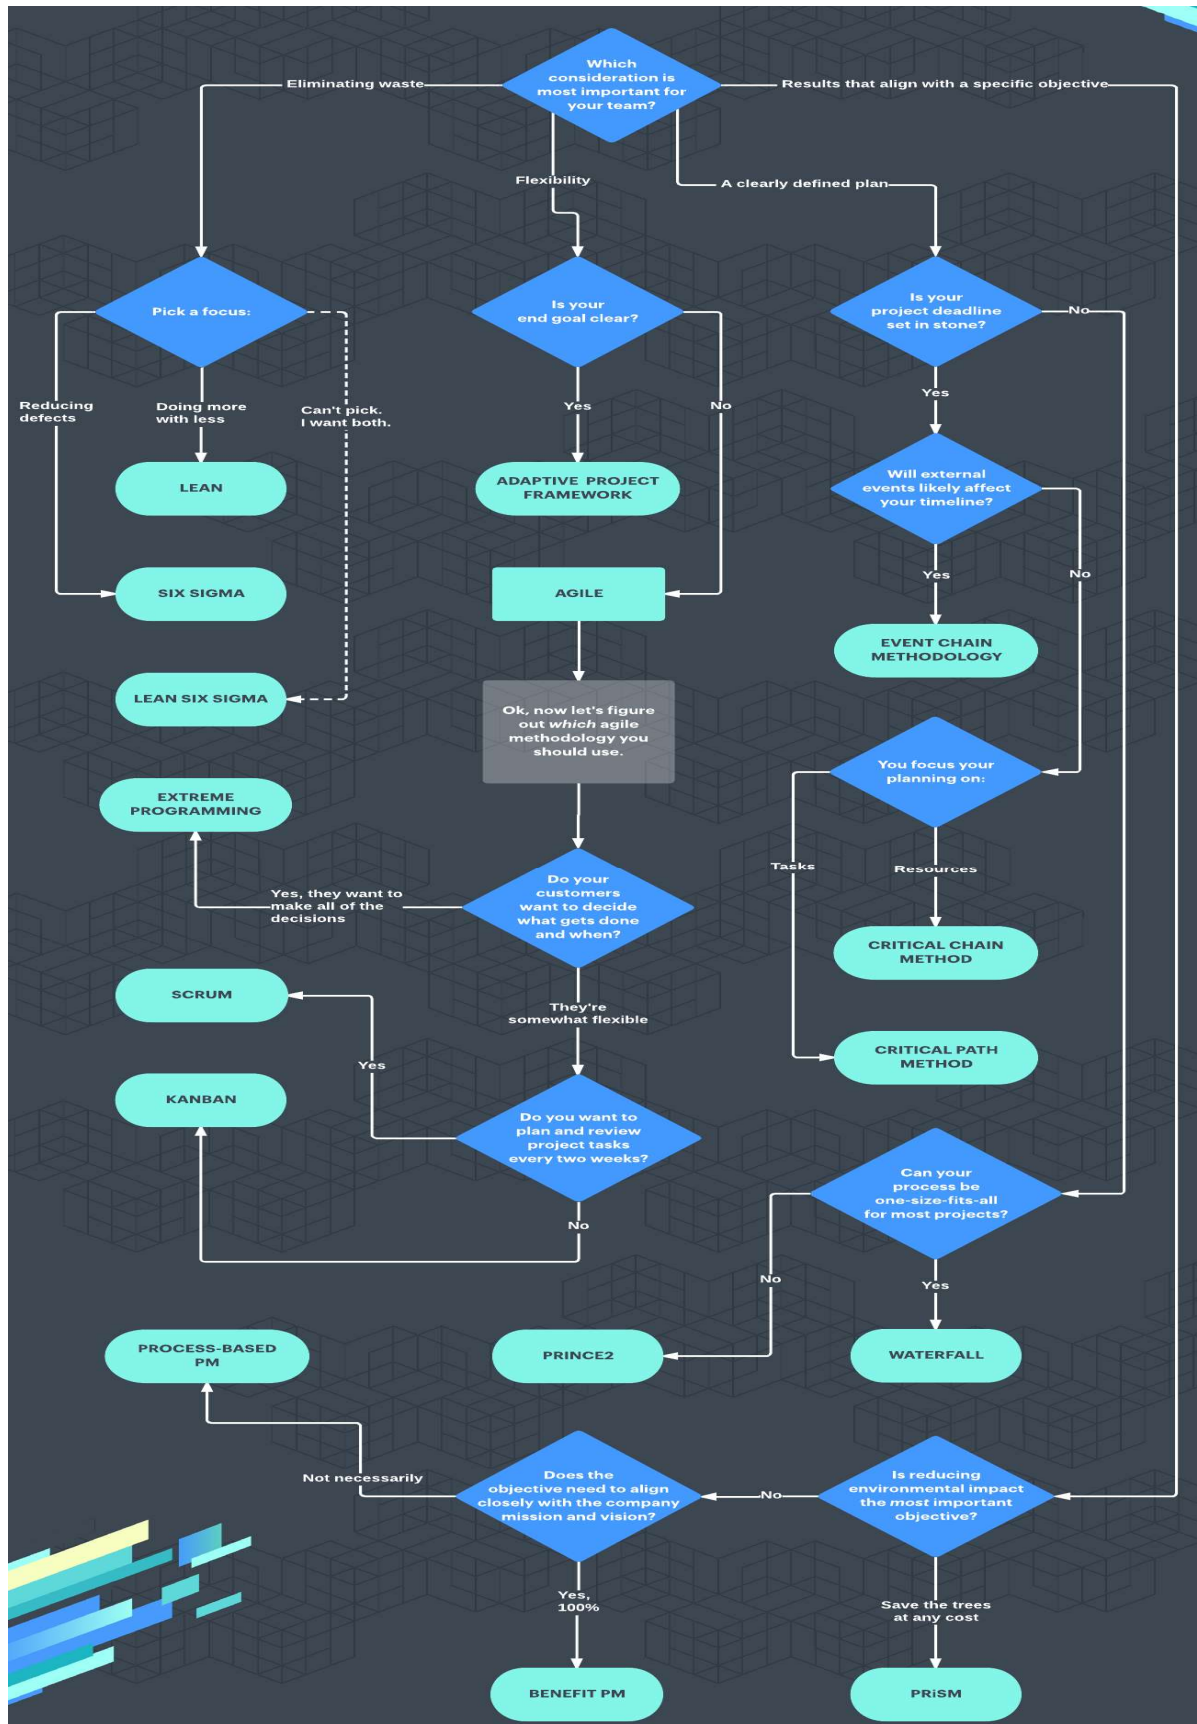 Which
consideration is
most important for
your team?
Eliminating waste
Results that align with a specific objective
Flexibility
A clearly defined plan
Pick a focus:
Is your
end goal clear?
Is your
project deadline
set in stone?
No
Reducing
defects
Doing more
with less
Can't pick.
I want both.
Yes
No
Yes
LEAN
ADAPTIVE PROJECT
FRAMEWORK
Will external
events likely affect
your timeline?
SIX SIGMA
AGILE
Yes
No
EVENT CHAIN
METHODOLOGY
LEAN SIX SIGMA
Ok, now let's figure
out which agile
methodology you
should use.
You focus your
planning on:
EXTREME
PROGRAMMING
Tasks
Resources
Yes, they want to
make all of the
decisions
Do your
customers
want to decide
what gets done
and when?
CRITICAL CHAIN
METHOD
SCRUM
They're
somewhat flexible
CRITICAL PATH
METHOD
Yes
KANBAN
Do you want to
plan and review
project tasks
every two weeks?
Can your
process be
one-size-fits-all
for most projects?
No
No
Yes
PROCESS-BASED
PM
PRINCE2
WATERFALL
Not necessarily
Does the
objective need to align
closely with the company
mission and vision?
No
Is reducing
environmental impact
the most important
objective?
Yes,
100%
Save the trees
at any cost
BENEFIT PM
PRiSM